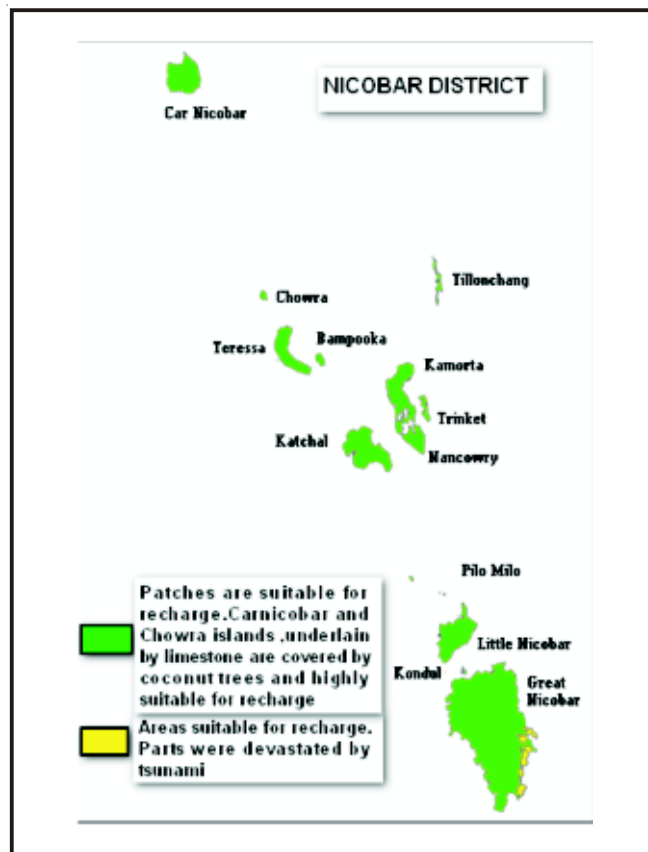 NICOBAR DISTRICT
Car Nicobar
Tillonchang
Chowra
Bampooka
Teressa
Kamorta
Trinket
Katchal
Nancowry
Pilo Milo
Little Nicobar
Kondul
Great
Nicobar
Patches are suitable for
recharge.Carnicobar and
Chowra islands ,underlain
by limestone are covered by
coconut trees and highly
suitable for recharge
Areas suitable for recharge.
Parts were devastated by
tsunami